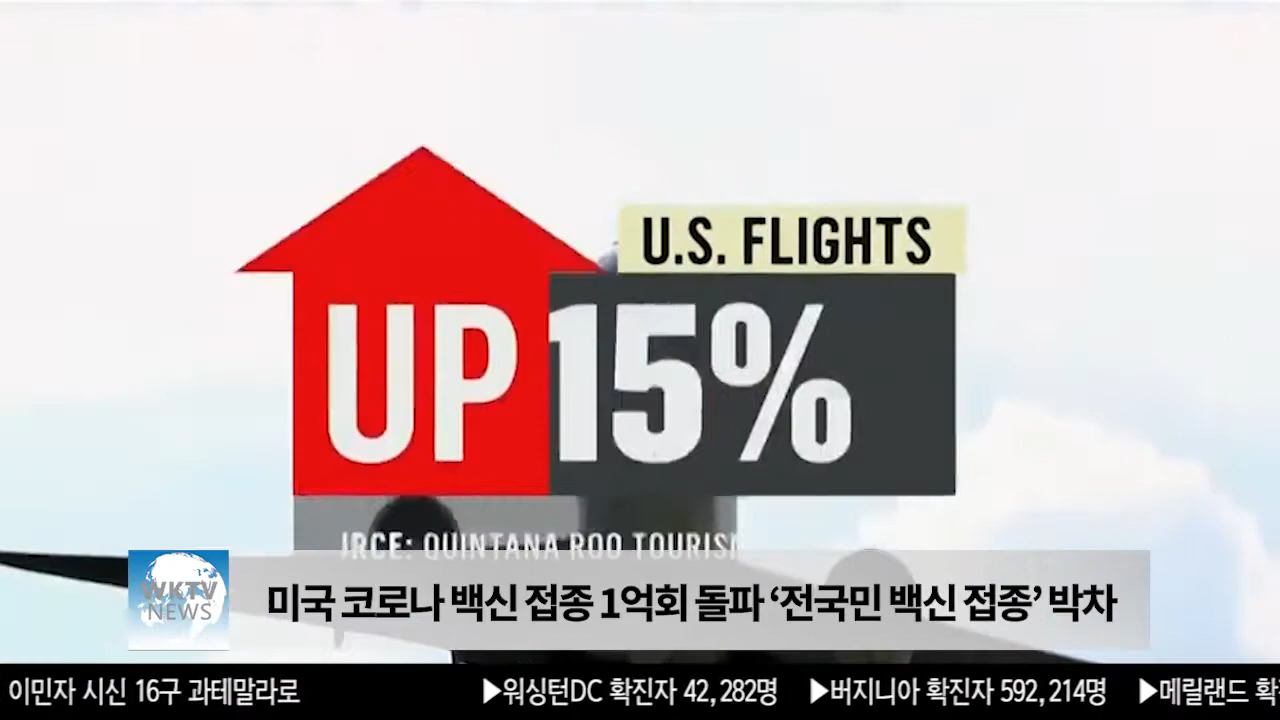 U.S. FLIGHTS
UP 15%
QUINTANA ROO
WKTV
NEWS
미국 코로나 백신 접종 1억회 돌파 ‘전국민 백신 접종’ 박차
이민자 시신 16구 과테말라로 ▶워싱턴DC 확진자 42,282명 ▶버지니아 확진자 592,214명 ▶메릴랜드